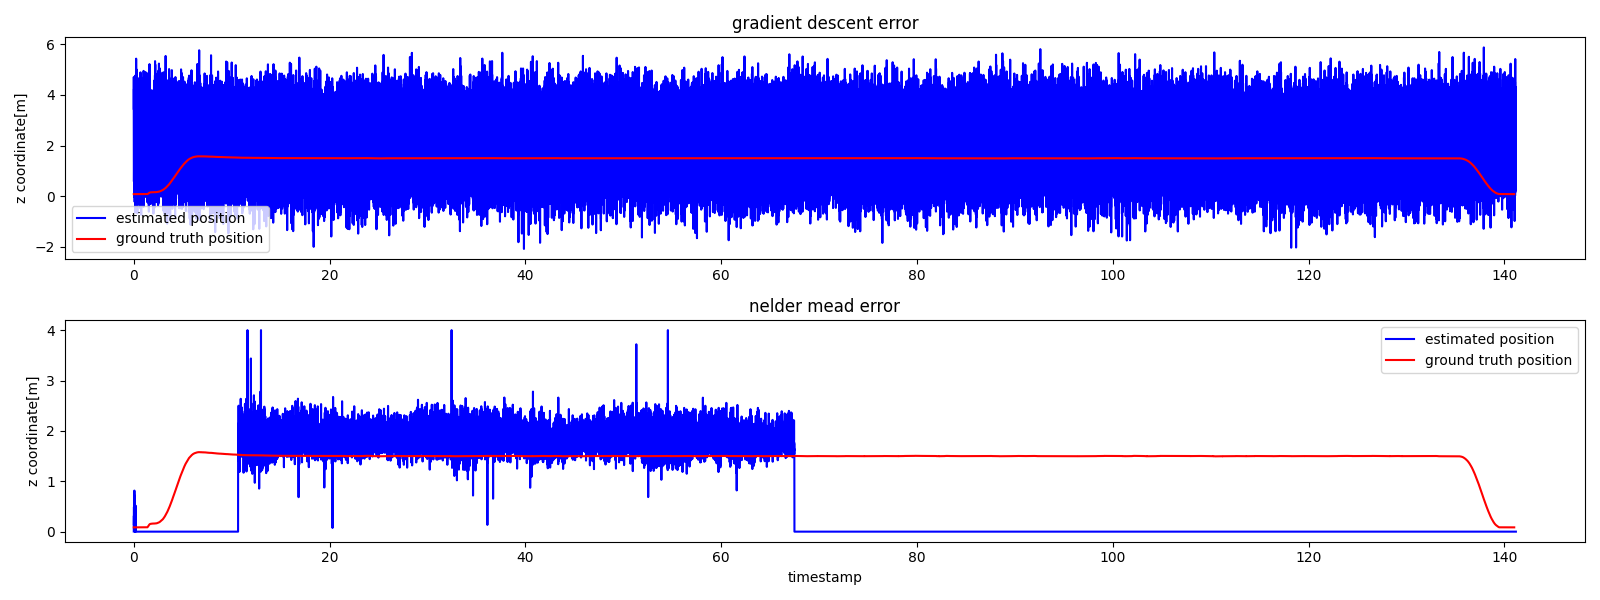 gradient descent error
z coordinate[m]
6
4
2
0
−2
estimated position
ground truth position
0
20
40
60
80
100
120
140
nelder mead error
z coordinate[m]
4
3
2
1
0
estimated position
ground truth position
0
20
40
60
80
100
120
140
timestamp